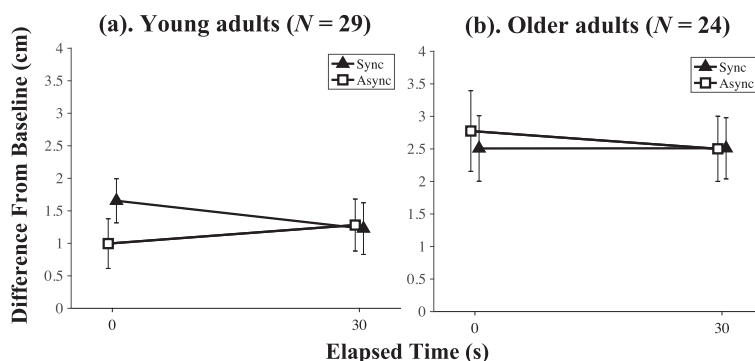 (a). Young adults (N = 29)
(b). Older adults (N = 24)
Difference From Baseline (cm)
4
3.5
3
2.5
2
1.5
1
0.5
0
Sync
Async
0
30
4
3.5
3
2.5
2
1.5
1
0.5
0
Sync
Async
0
30
Elapsed Time (s)